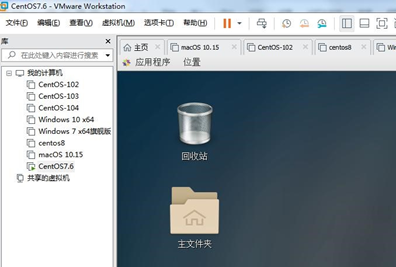 CentOS7.6 - VMware Workstation
文件(F) 编辑(E) 查看(V) 虚拟机(M) 选项卡(T) 帮助(H)
库
在此处键入内容进行搜索
我的计算机
CentOS-102
CentOS-103
CentOS-104
Windows 10 x64
Windows 7 x64旗舰版
centos8
macOS 10.15
CentOS7.6
共享的虚拟机
主页 macOS 10.15 CentOS-102 centos8 Win
应用程序 位置
回收站
主文件夹